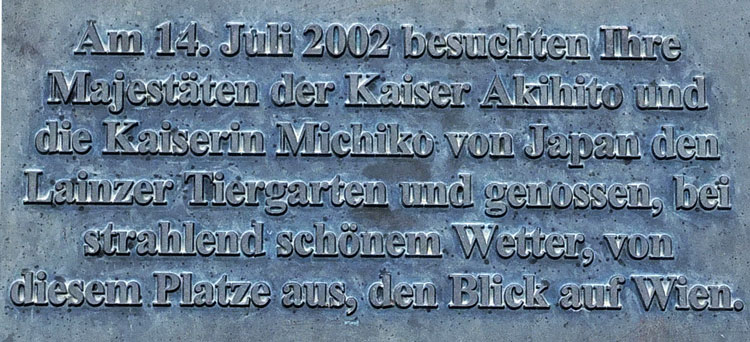 Am 14. Juli 2002 besuchten Ihre
Majestäten der Kaiser Akihito und
die Kaiserin Michiko von Japan den
Lainzer Tiergarten und genossen, bei
strahlend schönem Wetter, von
diesem Platze aus, den Blick auf Wien.